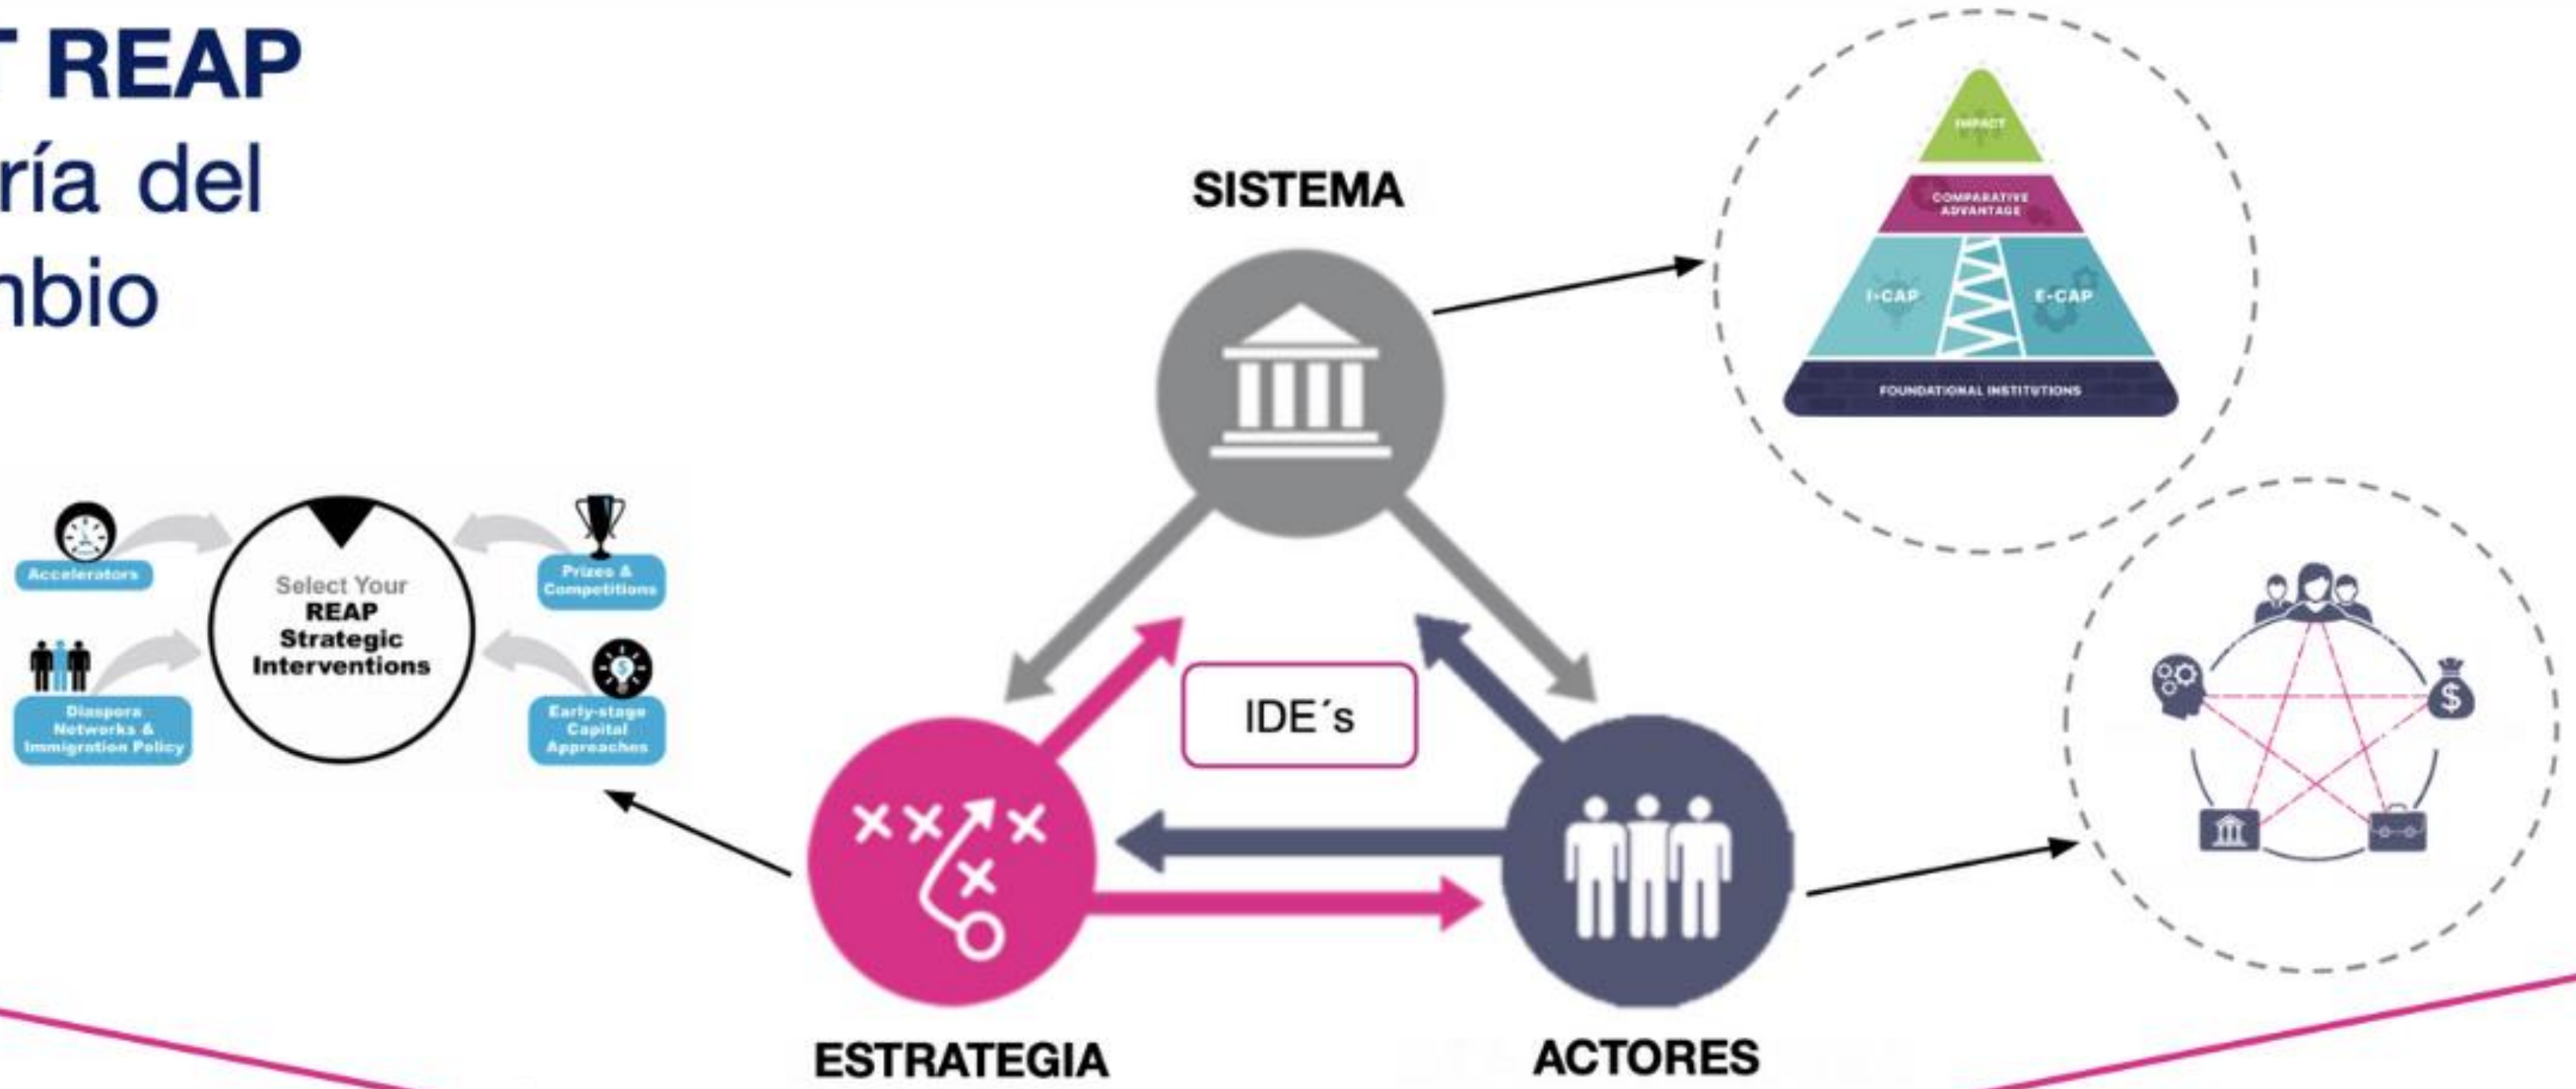 T REAP
ría del
nbio
SISTEMA
IMPACT
COMPARATIVE
ADVANTAGE
I-CAP
E-CAP
FOUNDATIONAL INSTITUTIONS
Accelerators
Prizes &
Competitions
Select Your
REAP
Strategic
Interventions
Diaspora
Networks &
Immigration Policy
Early-stage
Capital
Approaches
IDE´s
$
$
ESTRATEGIA
ACTORES